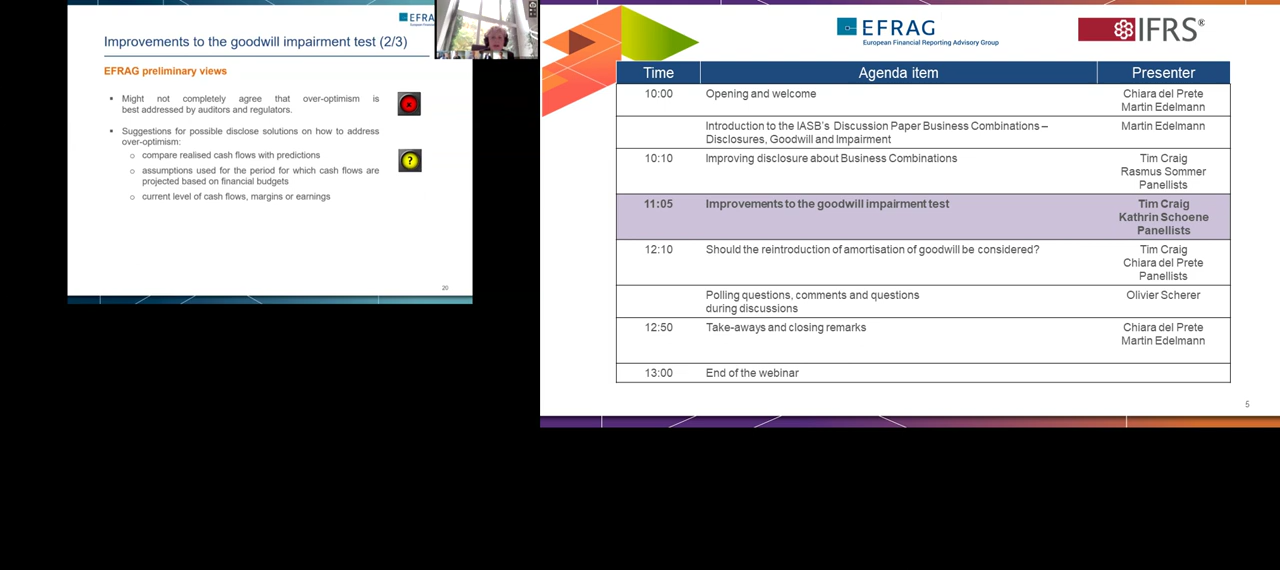 EFRAG
Improvements to the goodwill impairment test (2/3)
EFRAG preliminary views
▪ Might not completely agree that over-optimism is
best addressed by auditors and regulators.
▪ Suggestions for possible disclose solutions on how to address
over-optimism:
o compare realised cash flows with predictions
o assumptions used for the period for which cash flows are
projected based on financial budgets
o current level of cash flows, margins or earnings
?
20
EFRAG
European Financial Reporting Advisory Group
IFRS®
Time Agenda item Presenter
10:00 Opening and welcome Chiara del Prete
Martin Edelmann
Introduction to the IASB's Discussion Paper Business Combinations – Martin Edelmann
Disclosures, Goodwill and Impairment
10:10 Improving disclosure about Business Combinations Tim Craig
Rasmus Sommer
Panellists
11:05 Improvements to the goodwill impairment test Tim Craig
Kathrin Schoene
Panellists
12:10 Should the reintroduction of amortisation of goodwill be considered? Tim Craig
Chiara del Prete
Panellists
Polling questions, comments and questions Olivier Scherer
during discussions
12:50 Take-aways and closing remarks Chiara del Prete
Martin Edelmann
13:00 End of the webinar
5